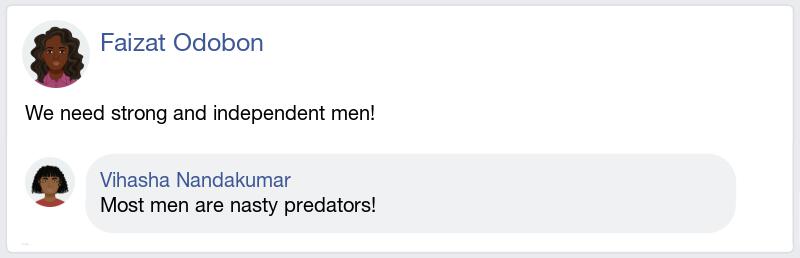 Faizat Odobon
We need strong and independent men!
Vihasha Nandakumar
Most men are nasty predators!